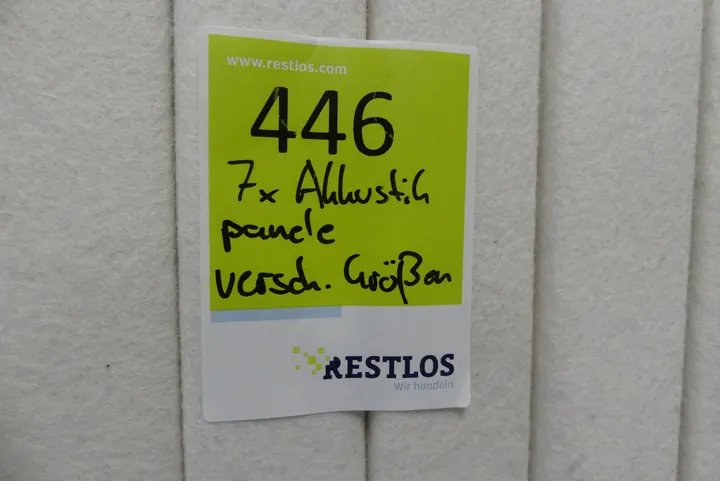 www.restlos.com
446
7x Akkustik
panele
versch. Größen
RESTLOS
Wir handeln.